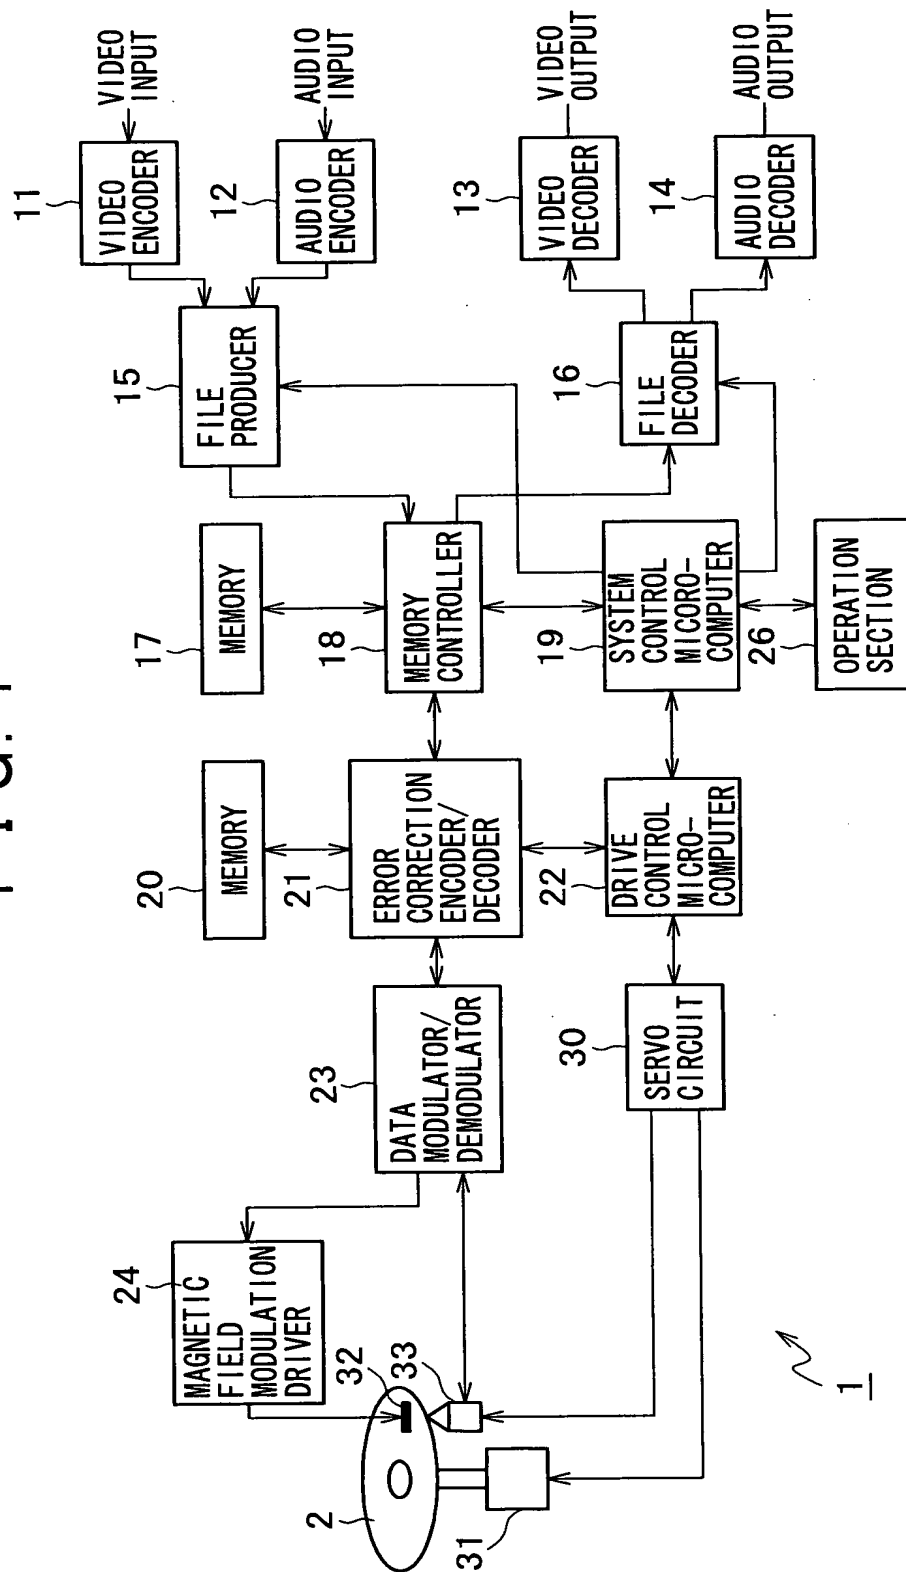 24
MAGNETIC
FIELD
MODULATION
DRIVER
20
MEMORY
17
MEMORY
15
FILE
PRODUCER
11
VIDEO
ENCODER
VIDEO
INPUT
12
AUDIO
ENCODER
AUDIO
INPUT
2
32
33
31
23
DATA
MODULATOR/
DEMODULATOR
21
ERROR
CORRECTION
ENCODER/
DECODER
18
MEMORY
CONTROLLER
30
SERVO
CIRCUIT
22
DRIVE
CONTROL
MICRO-
COMPUTER
19
SYSTEM
CONTROL
MICRO-
COMPUTER
16
FILE
DECODER
13
VIDEO
DECODER
VIDEO
OUTPUT
14
AUDIO
DECODER
AUDIO
OUTPUT
26
OPERATION
SECTION
1